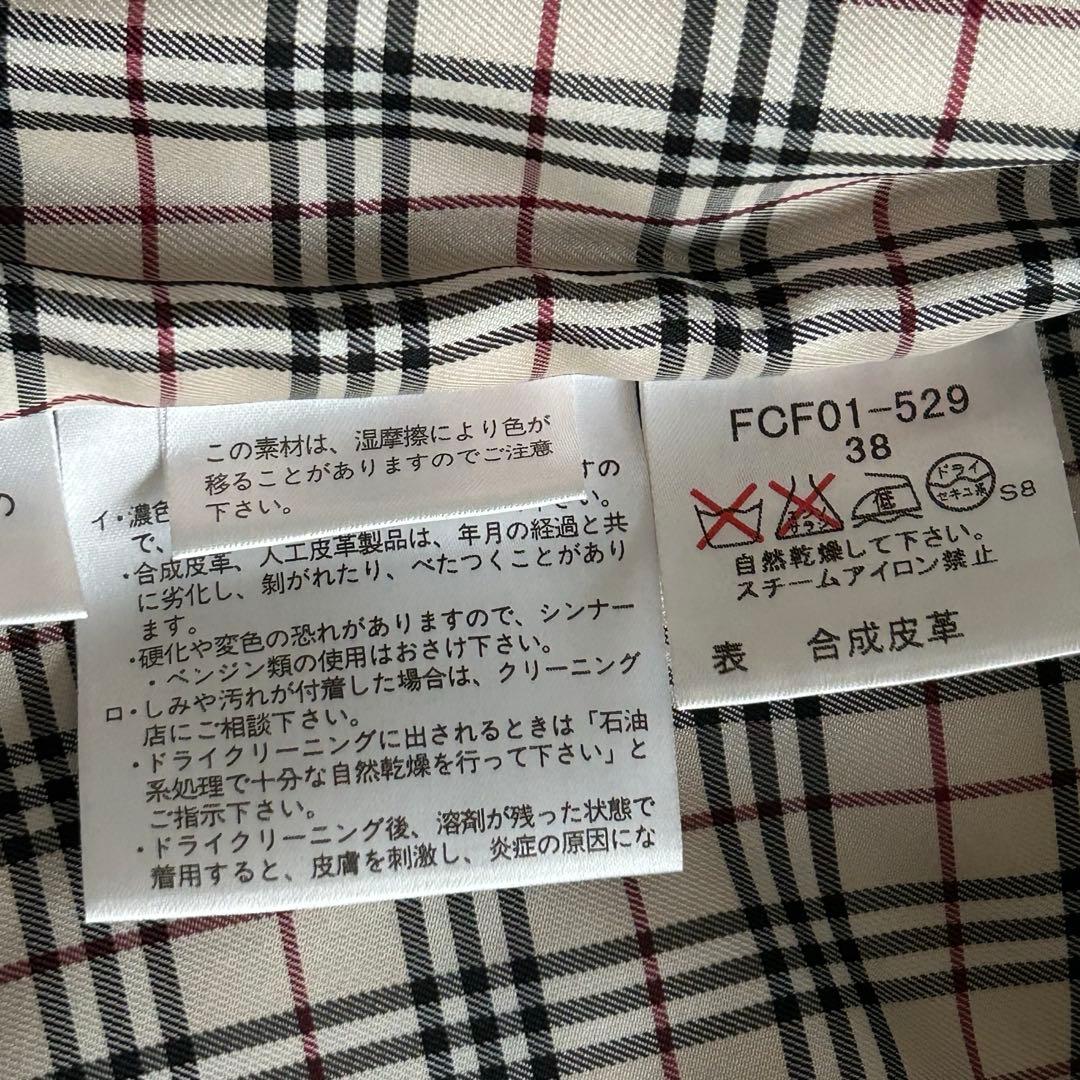 の
この素材は、湿摩擦により色が
移ることがありますのでご注意
下さい。
イ・濃色
すの
で、
い。
・合成皮革、人工皮革製品は、年月の経過と共
に劣化し、剝がれたり、べたつくことがあり
ます。
・硬化や変色の恐れがありますので、シンナー
・ベンジン類の使用はおさけ下さい。
ロ・しみや汚れが付着した場合は、クリーニング
店にご相談下さい。
・ドライクリーニングに出されるときは「石油
系処理で十分な自然乾燥を行って下さい」と
ご指示下さい。
・ドライクリーニング後、溶剤が残った状態で
着用すると、皮膚を刺激し、炎症の原因にな
FCF01-529
38
エンソ
サラシ
低
ドライ
セキユ系
S8
自然乾燥して下さい。
スチームアイロン禁止
表 合成皮革